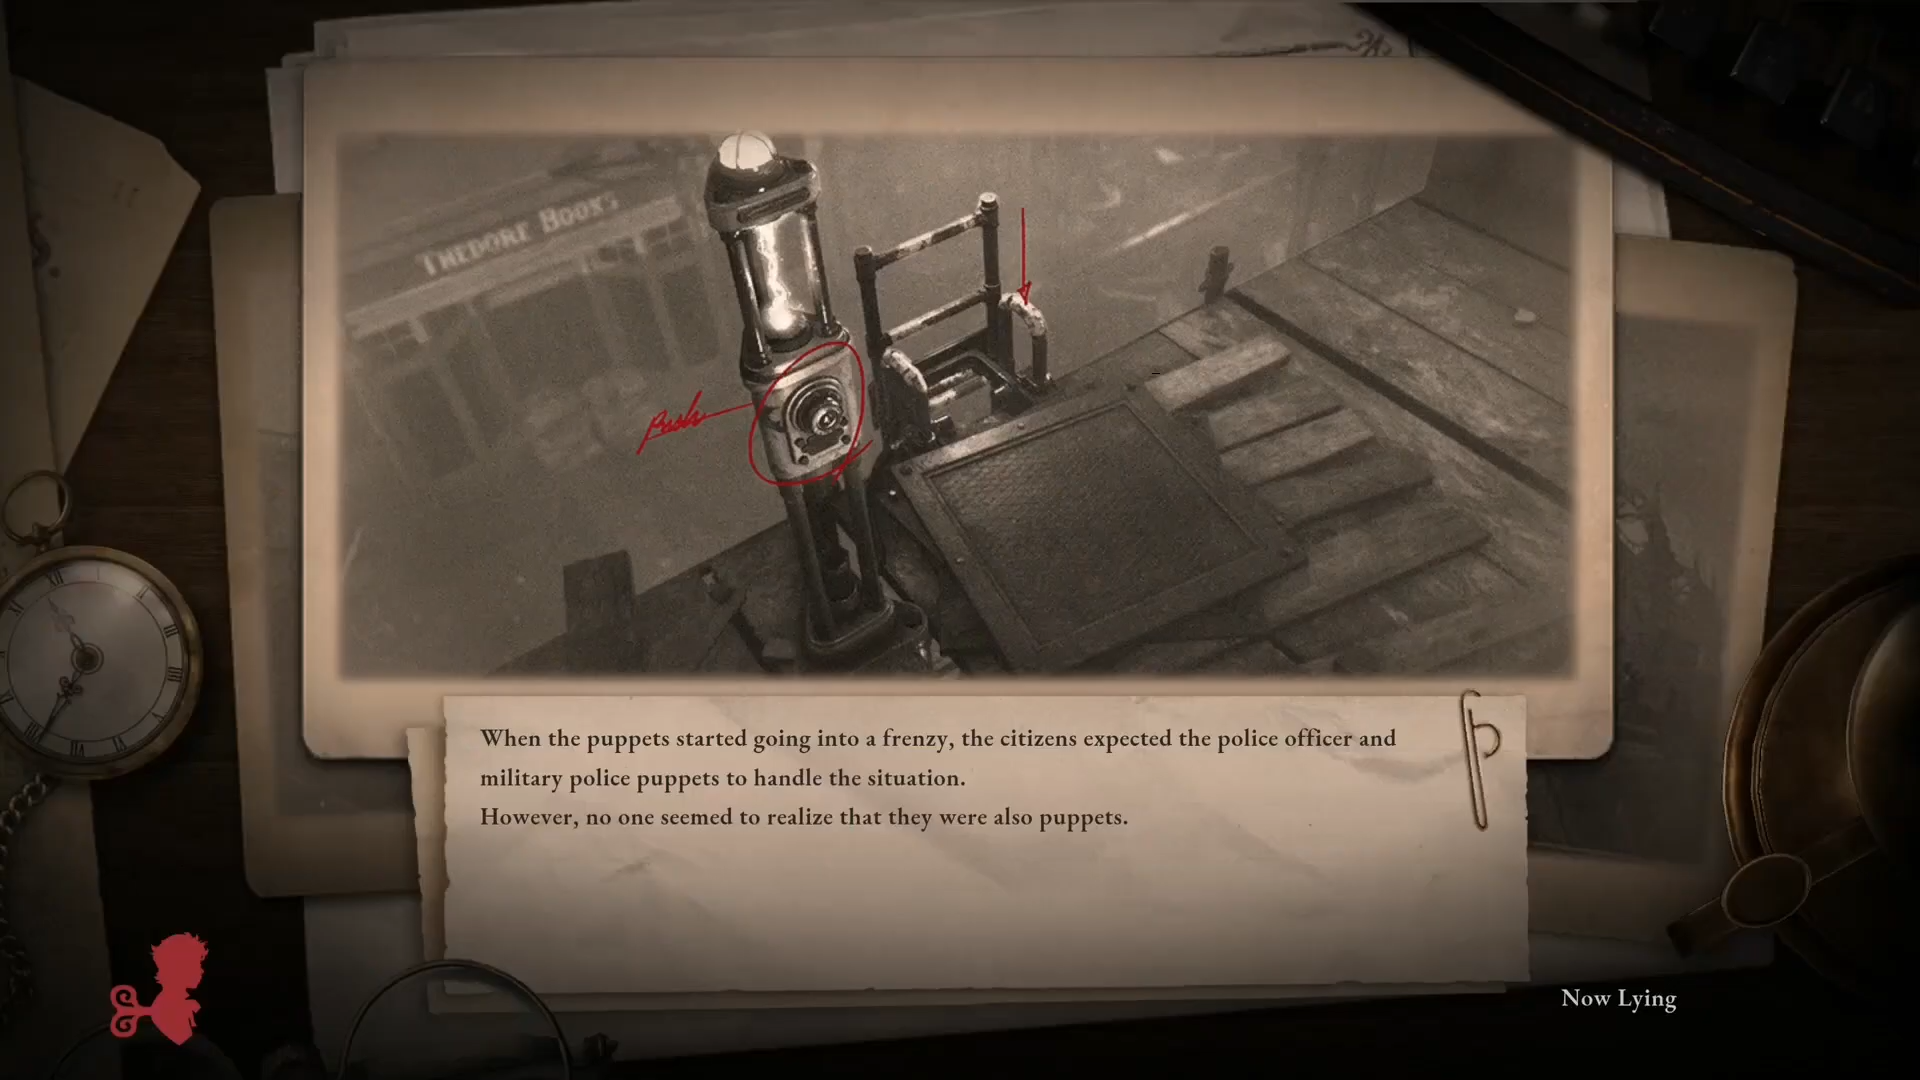 THEDORE BOOKS
Push
When the puppets started going into a frenzy, the citizens expected the police officer and
military police puppets to handle the situation.
However, no one seemed to realize that they were also puppets.
Now Lying